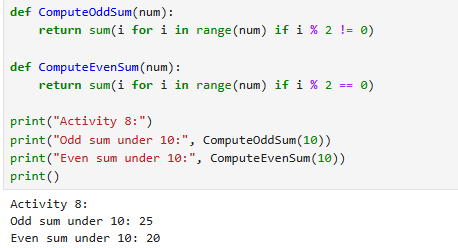 def ComputeOddSum(num):
    return sum(i for i in range(num) if i % 2 != 0)

def ComputeEvenSum(num):
    return sum(i for i in range(num) if i % 2 == 0)

print("Activity 8:")
print("Odd sum under 10:", ComputeOddSum(10))
print("Even sum under 10:", ComputeEvenSum(10))
print()

Activity 8:
Odd sum under 10: 25
Even sum under 10: 20